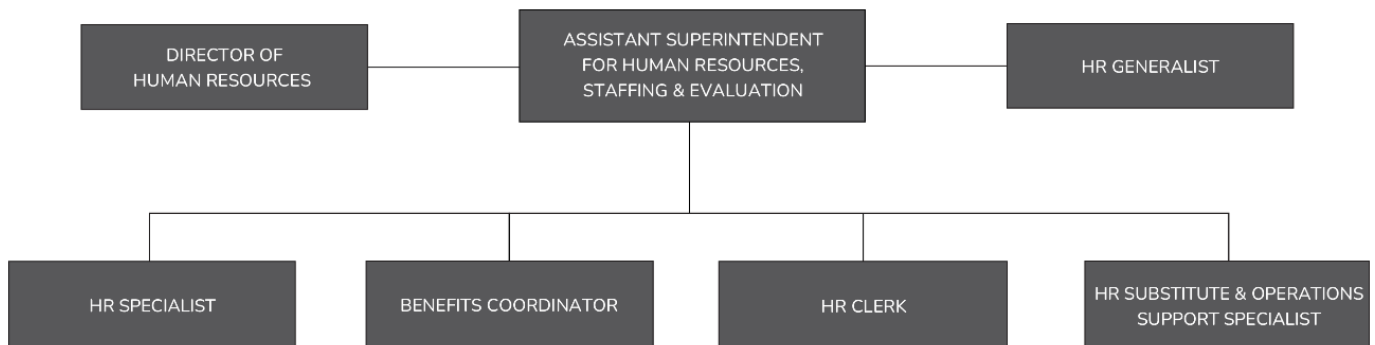 DIRECTOR OF
HUMAN RESOURCES
ASSISTANT SUPERINTENDENT
FOR HUMAN RESOURCES,
STAFFING & EVALUATION
HR GENERALIST
HR SPECIALIST
BENEFITS COORDINATOR
HR CLERK
HR SUBSTITUTE & OPERATIONS
SUPPORT SPECIALIST